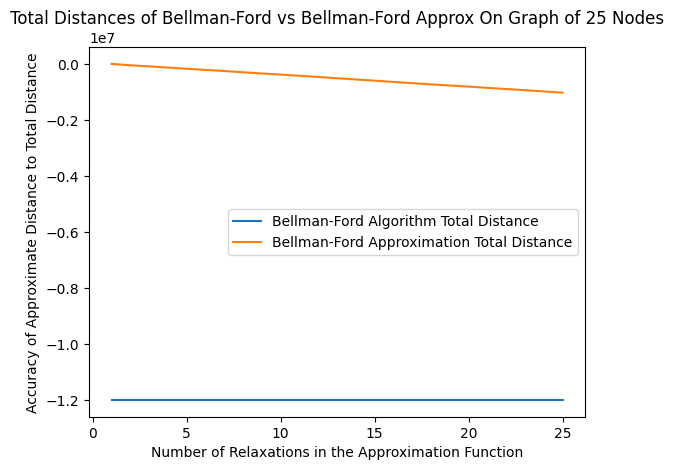 Total Distances of Bellman-Ford vs Bellman-Ford Approx On Graph of 25 Nodes
1e7
0.0
−0.2
−0.4
−0.6
−0.8
−1.0
−1.2
Accuracy of Approximate Distance to Total Distance
Bellman-Ford Algorithm Total Distance
Bellman-Ford Approximation Total Distance
0 5 10 15 20 25
Number of Relaxations in the Approximation Function